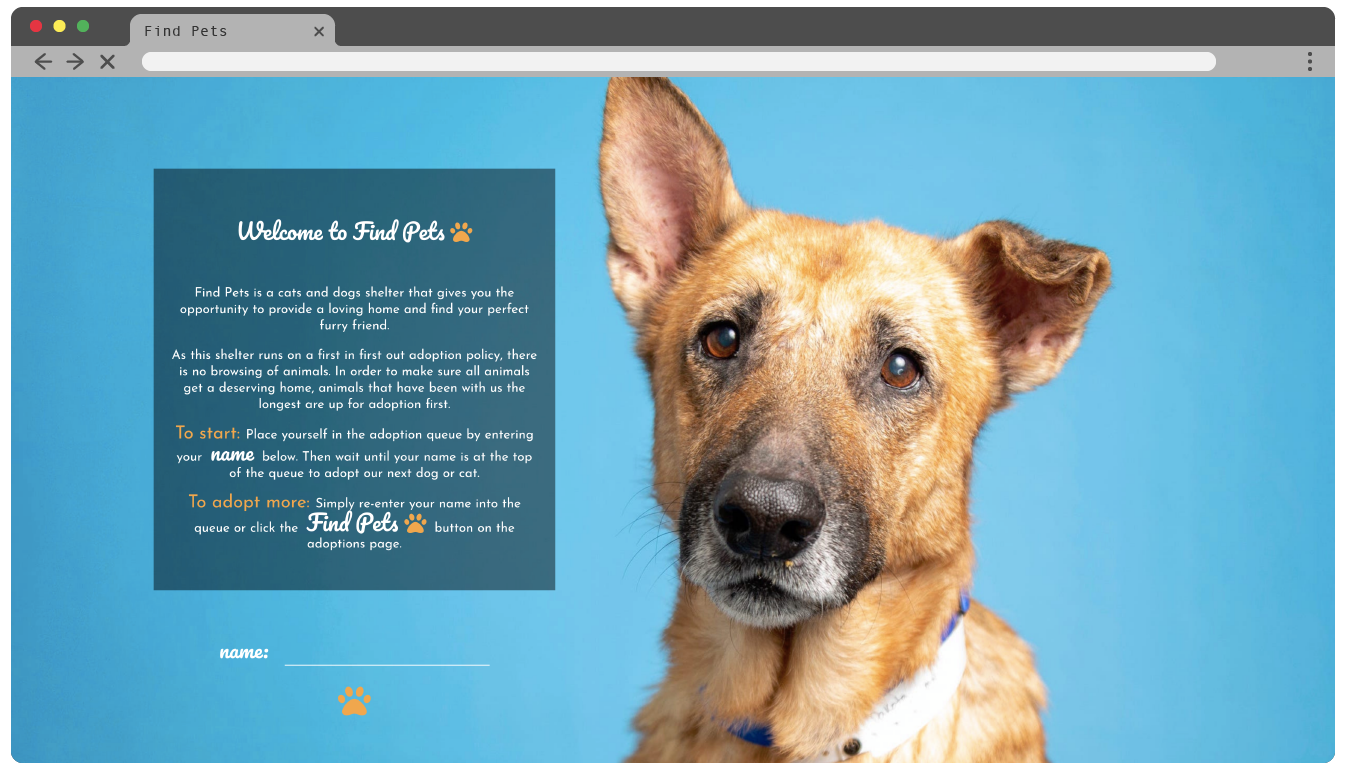 Find Pets
Welcome to Find Pets
Find Pets is a cats and dogs shelter that gives you the
opportunity to provide a loving home and find your perfect
furry friend.
As this shelter runs on a first in first out adoption policy, there
is no browsing of animals. In order to make sure all animals
get a deserving home, animals that have been with us the
longest are up for adoption first.
To start: Place yourself in the adoption queue by entering
your name below. Then wait until your name is at the top
of the queue to adopt our next dog or cat.
To adopt more: Simply re-enter your name into the
queue or click the Find Pets button on the
adoptions page.
name: